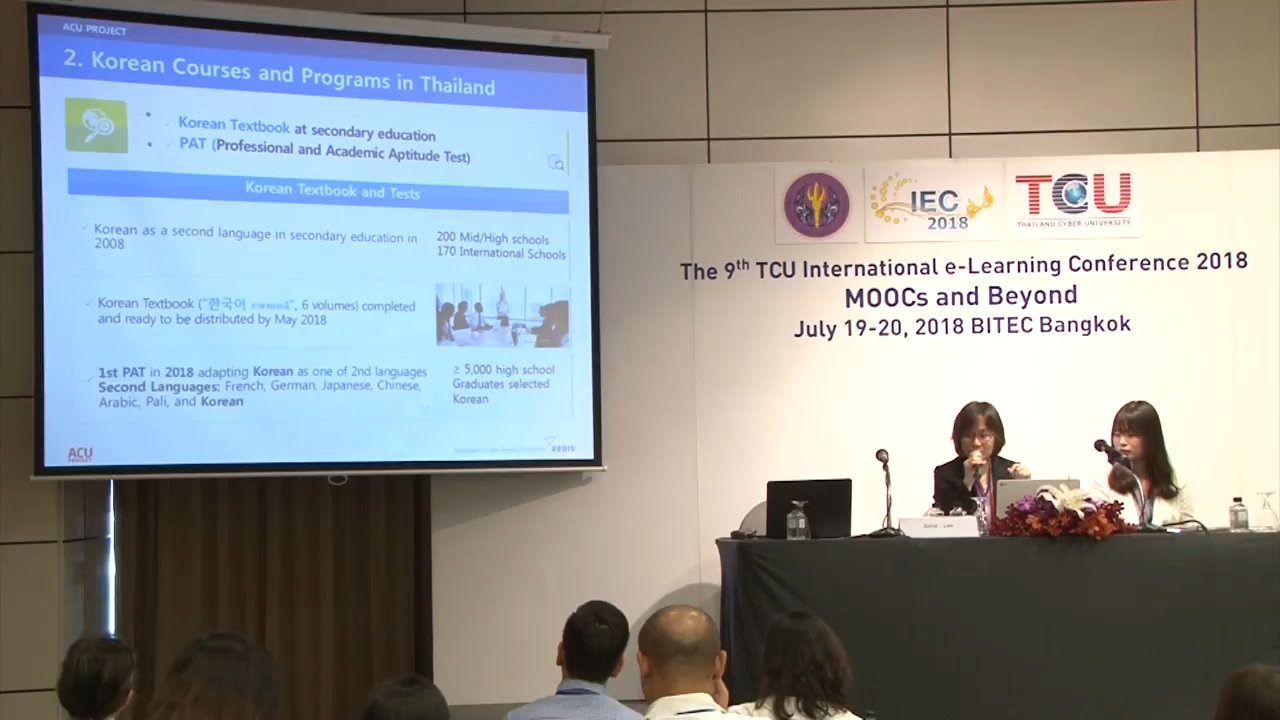 ACU PROJECT
2. Korean Courses and Programs in Thailand
Korean Textbook at secondary education
PAT (Professional and Academic Aptitude Test)
Korean Textbook and Tests
Korean as a second language in secondary education in
2008
200 Mid/High schools
170 International Schools
Korean Textbook ("한국어 ", 6 volumes) completed
and ready to be distributed by May 2018
1st PAT in 2018 adapting Korean as one of 2nd languages
Second Languages: French, German, Japanese, Chinese,
Arabic, Pali, and Korean
≥ 5,000 high school
Graduates selected
Korean
ACU
PROJECT
KERIS
IEC
2018
TCU
THAILAND CYBER UNIVERSITY
The 9th TCU International e-Learning Conference 2018
MOOCs and Beyond
July 19-20, 2018 BITEC Bangkok